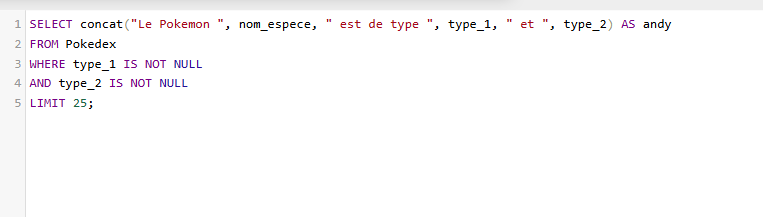 1 SELECT concat("Le Pokemon ", nom_espece, " est de type ", type_1, " et ", type_2) AS andy
2 FROM Pokedex
3 WHERE type_1 IS NOT NULL
4 AND type_2 IS NOT NULL
5 LIMIT 25;